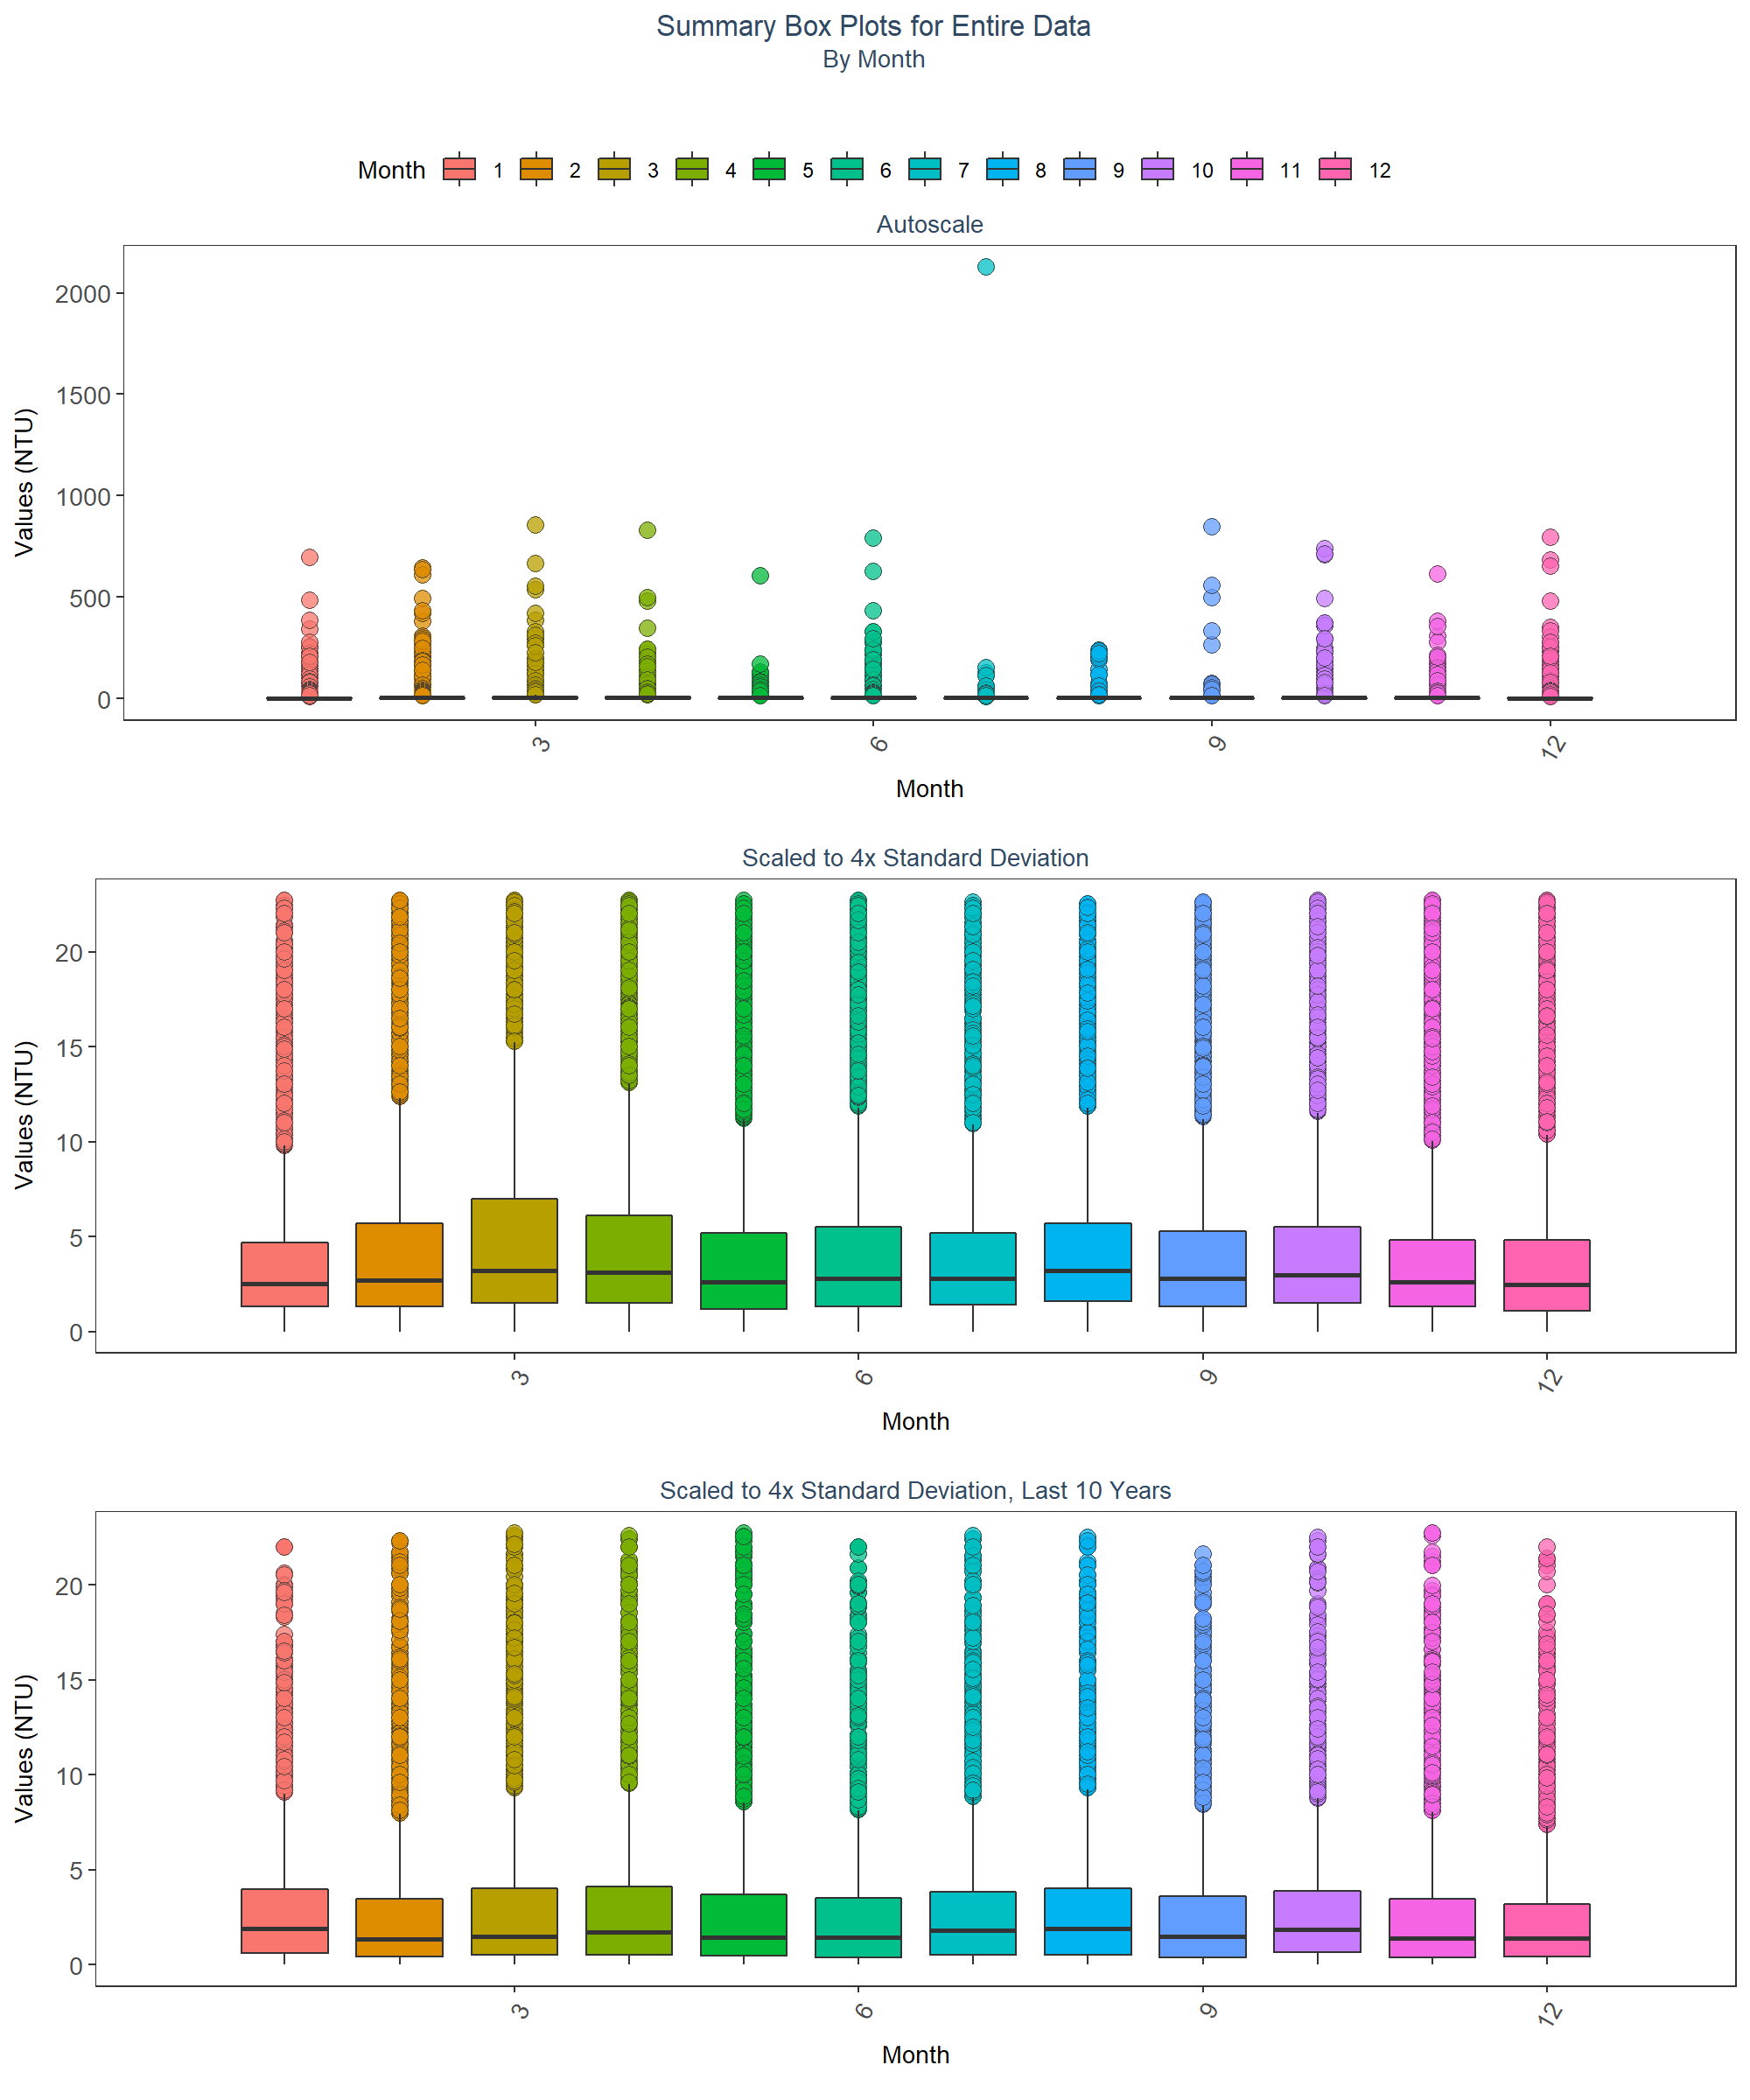 Summary Box Plots for Entire Data
By Month
Month 1 2 3 4 5 6 7 8 9 10 11 12
Autoscale
Values (NTU)
2000
1500
1000
500
0
3 6 9 12
Month
Scaled to 4x Standard Deviation
Values (NTU)
20
15
10
5
0
3 6 9 12
Month
Scaled to 4x Standard Deviation, Last 10 Years
Values (NTU)
20
15
10
5
0
3 6 9 12
Month